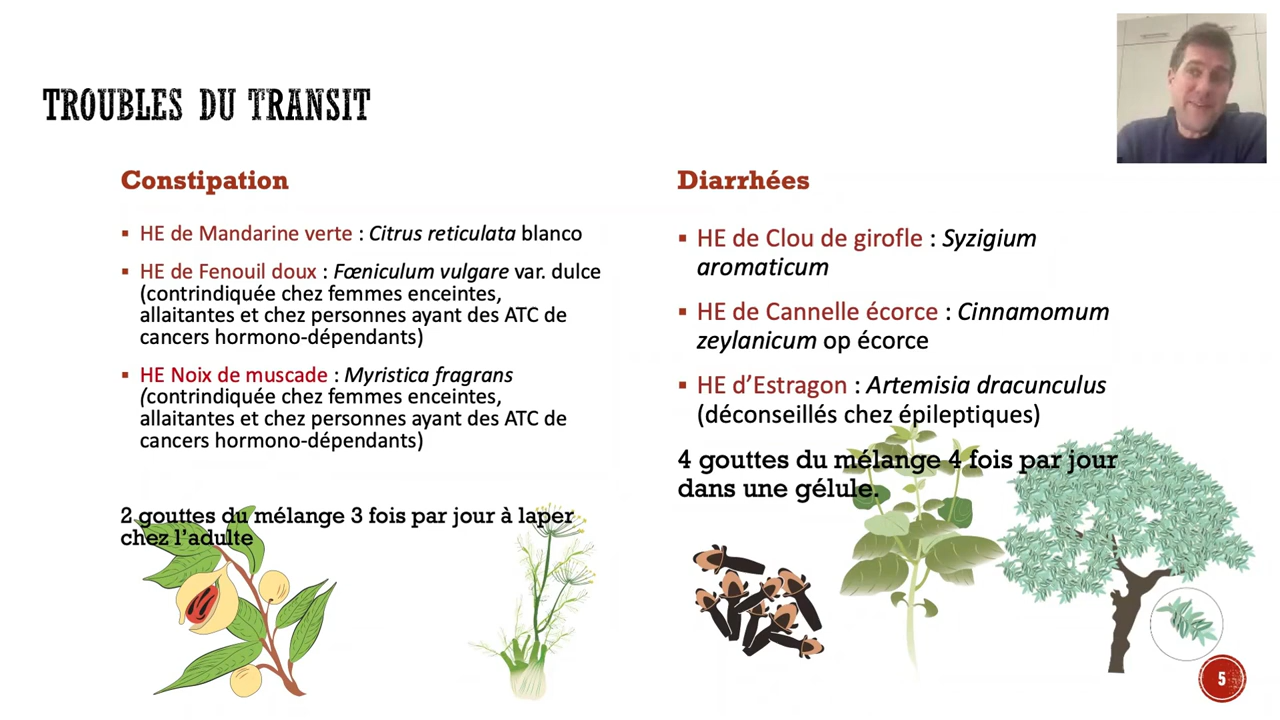 TROUBLES DU TRANSIT
Constipation
▪ HE de Mandarine verte : Citrus reticulata blanco
▪ HE de Fenouil doux : Fœniculum vulgare var. dulce
(contrindiquée chez femmes enceintes,
allaitantes et chez personnes ayant des ATC de
cancers hormono-dépendants)
▪ HE Noix de muscade : Myristica fragrans
(contrindiquée chez femmes enceintes,
allaitantes et chez personnes ayant des ATC de
cancers hormono-dépendants)
2 gouttes du mélange 3 fois par jour à laper
chez l’adulte
Diarrhées
▪ HE de Clou de girofle : Syzigium
aromaticum
▪ HE de Cannelle écorce : Cinnamomum
zeylanicum op écorce
▪ HE d’Estragon : Artemisia dracunculus
(déconseillés chez épileptiques)
4 gouttes du mélange 4 fois par jour
dans une gélule.
5